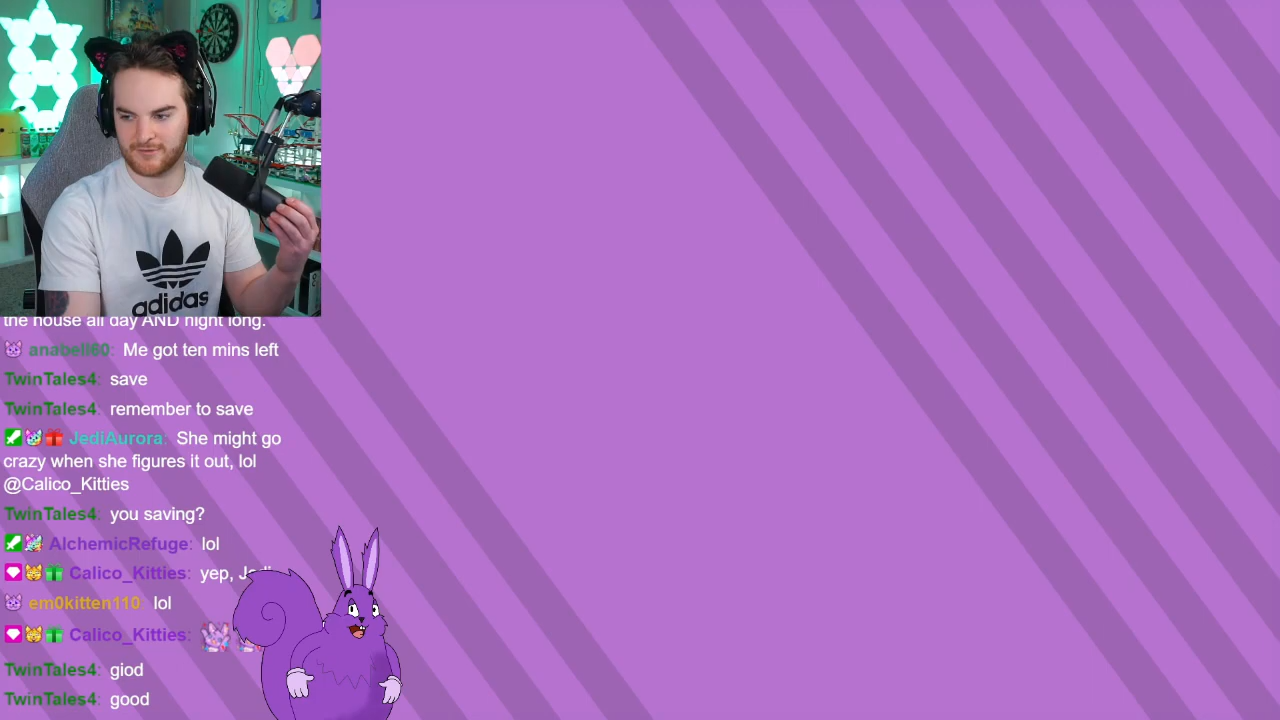 adidas
the house all day AND night long.
anabell60: Me got ten mins left
TwinTales4: save
TwinTales4: remember to save
JediAurora: She might go
crazy when she figures it out, lol
@Calico_Kitties
TwinTales4: you saving?
AlchemicRefuge: lol
Calico_Kitties: yep,
em0kitten110: lol
Calico_Kitties:
TwinTales4: giod
TwinTales4: good